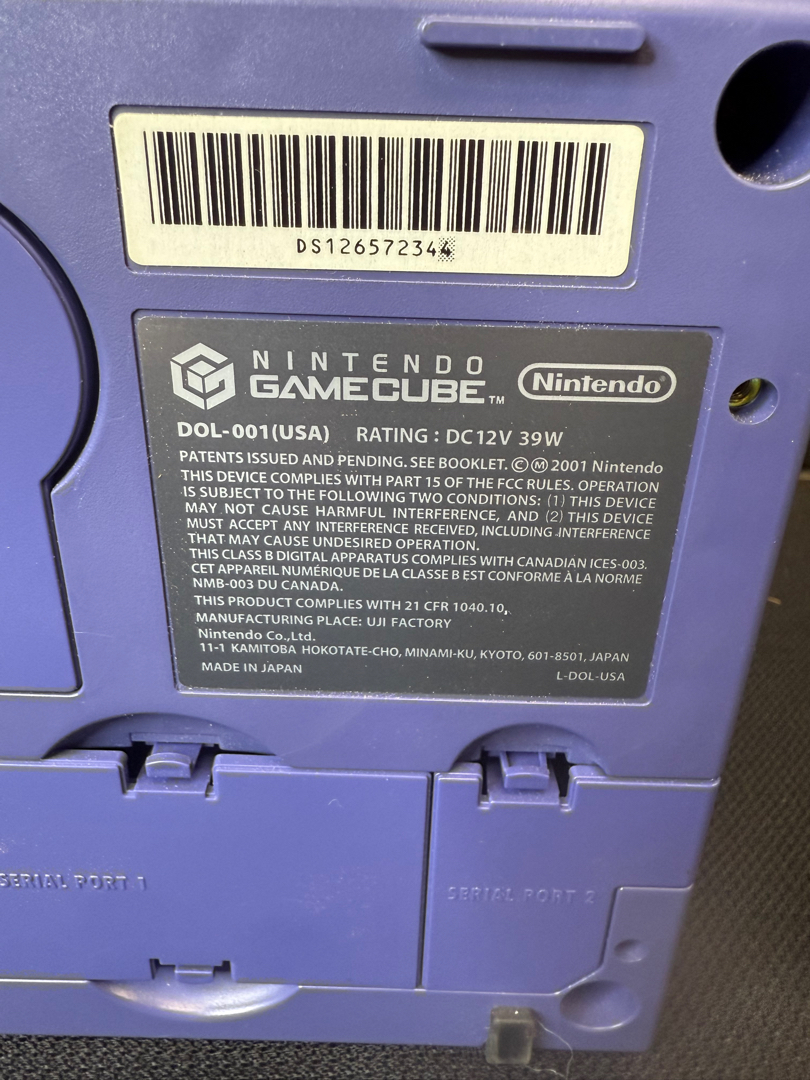 DS126572344
NINTENDO
GAMECUBE™
Nintendo®
DOL-001(USA) RATING : DC12V 39W
PATENTS ISSUED AND PENDING. SEE BOOKLET. ©Ⓜ2001 Nintendo
THIS DEVICE COMPLIES WITH PART 15 OF THE FCC RULES. OPERATION
IS SUBJECT TO THE FOLLOWING TWO CONDITIONS: (1) THIS DEVICE
MAY NOT CAUSE HARMFUL INTERFERENCE, AND (2) THIS DEVICE
MUST ACCEPT ANY INTERFERENCE RECEIVED, INCLUDING INTERFERENCE
THAT MAY CAUSE UNDESIRED OPERATION.
THIS CLASS B DIGITAL APPARATUS COMPLIES WITH CANADIAN ICES-003.
CET APPAREIL NUMÉRIQUE DE LA CLASSE B EST CONFORME À LA NORME
NMB-003 DU CANADA.
THIS PRODUCT COMPLIES WITH 21 CFR 1040.10,
MANUFACTURING PLACE: UJI FACTORY
Nintendo Co.,Ltd.
11-1 KAMITOBA HOKOTATE-CHO, MINAMI-KU, KYOTO, 601-8501, JAPAN
MADE IN JAPAN L-DOL-USA
SERIAL PORT 1
SERIAL PORT 2